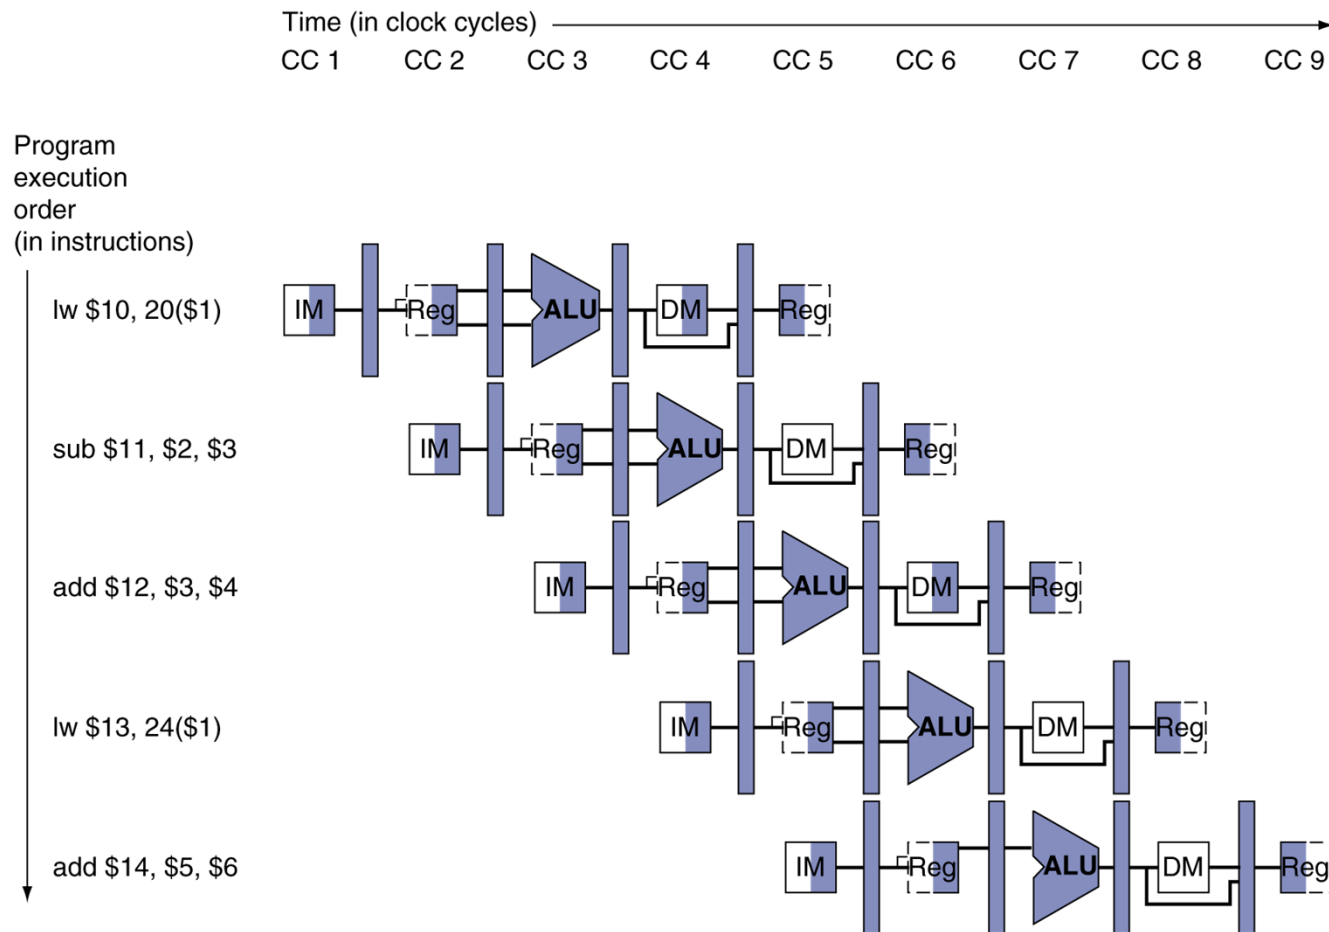 Time (in clock cycles)
CC 1 CC 2 CC 3 CC 4 CC 5 CC 6 CC 7 CC 8 CC 9
Program
execution
order
(in instructions)
lw $10, 20($1)
IM Reg ALU DM Reg
sub $11, $2, $3
IM Reg ALU DM Reg
add $12, $3, $4
IM Reg ALU DM Reg
lw $13, 24($1)
IM Reg ALU DM Reg
add $14, $5, $6
IM Reg ALU DM Reg